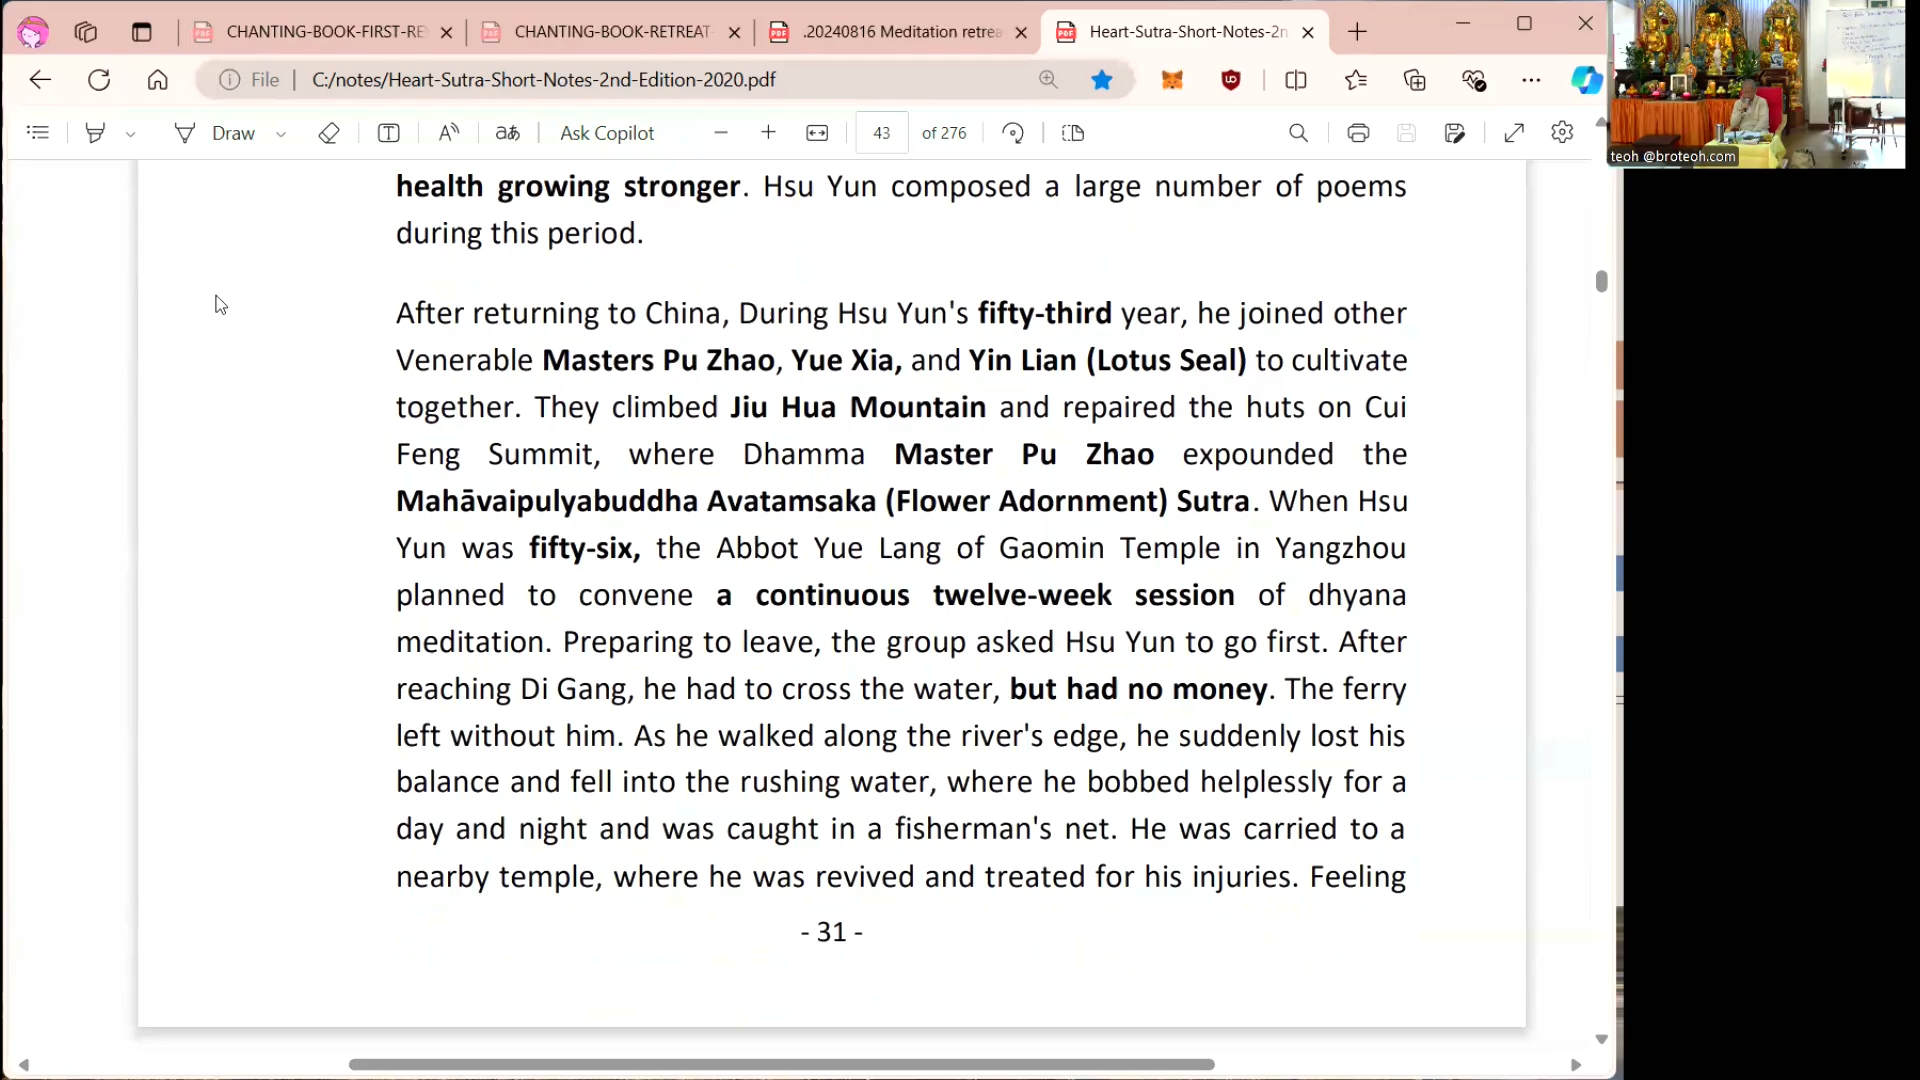 CHANTING-BOOK-FIRST-RE
CHANTING-BOOK-RETREAT-
.20240816 Meditation retrea
Heart-Sutra-Short-Notes-2n
File
C:/notes/Heart-Sutra-Short-Notes-2nd-Edition-2020.pdf
Draw
Ask Copilot
43
of 276
teoh @broteoh.com
health growing stronger. Hsu Yun composed a large number of poems
during this period.
After returning to China, During Hsu Yun's fifty-third year, he joined other
Venerable Masters Pu Zhao, Yue Xia, and Yin Lian (Lotus Seal) to cultivate
together. They climbed Jiu Hua Mountain and repaired the huts on Cui
Feng Summit, where Dhamma Master Pu Zhao expounded the
Mahāvaipulyabuddha Avatamsaka (Flower Adornment) Sutra. When Hsu
Yun was fifty-six, the Abbot Yue Lang of Gaomin Temple in Yangzhou
planned to convene a continuous twelve-week session of dhyana
meditation. Preparing to leave, the group asked Hsu Yun to go first. After
reaching Di Gang, he had to cross the water, but had no money. The ferry
left without him. As he walked along the river's edge, he suddenly lost his
balance and fell into the rushing water, where he bobbed helplessly for a
day and night and was caught in a fisherman's net. He was carried to a
nearby temple, where he was revived and treated for his injuries. Feeling
- 31 -